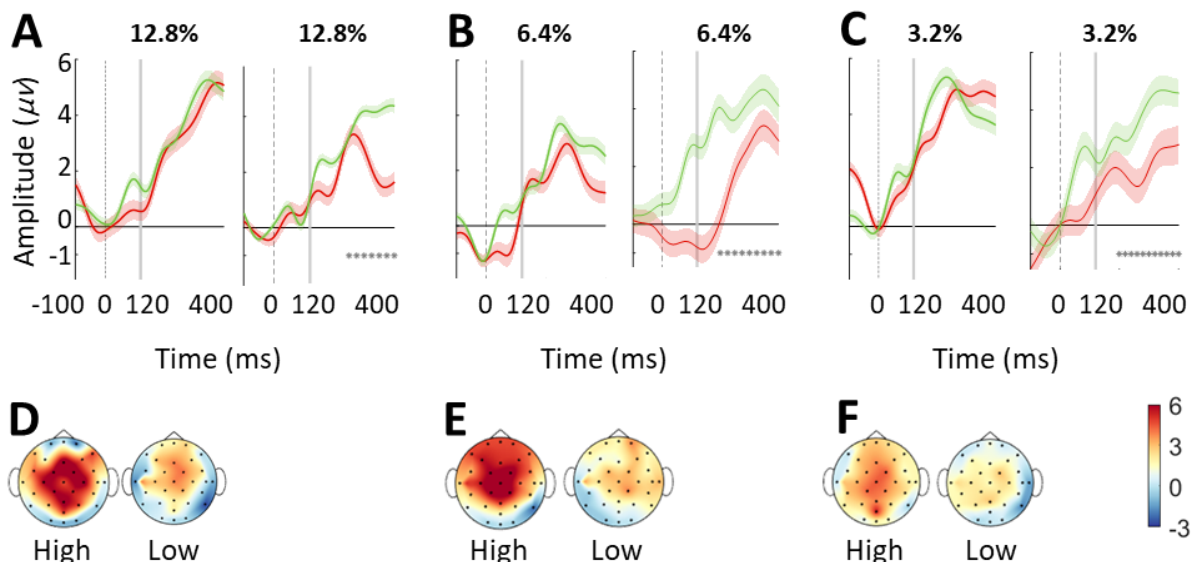 A 12.8% 12.8% B 6.4% 6.4% C 3.2% 3.2%
6
4
2
0
-1
Amplitude (μv)
-100 0 120 400 0 120 400 0 120 400 0 120 400 0 120 400 0 120 400
Time (ms) Time (ms) Time (ms)
D E F
High Low High Low High Low
6
3
0
-3